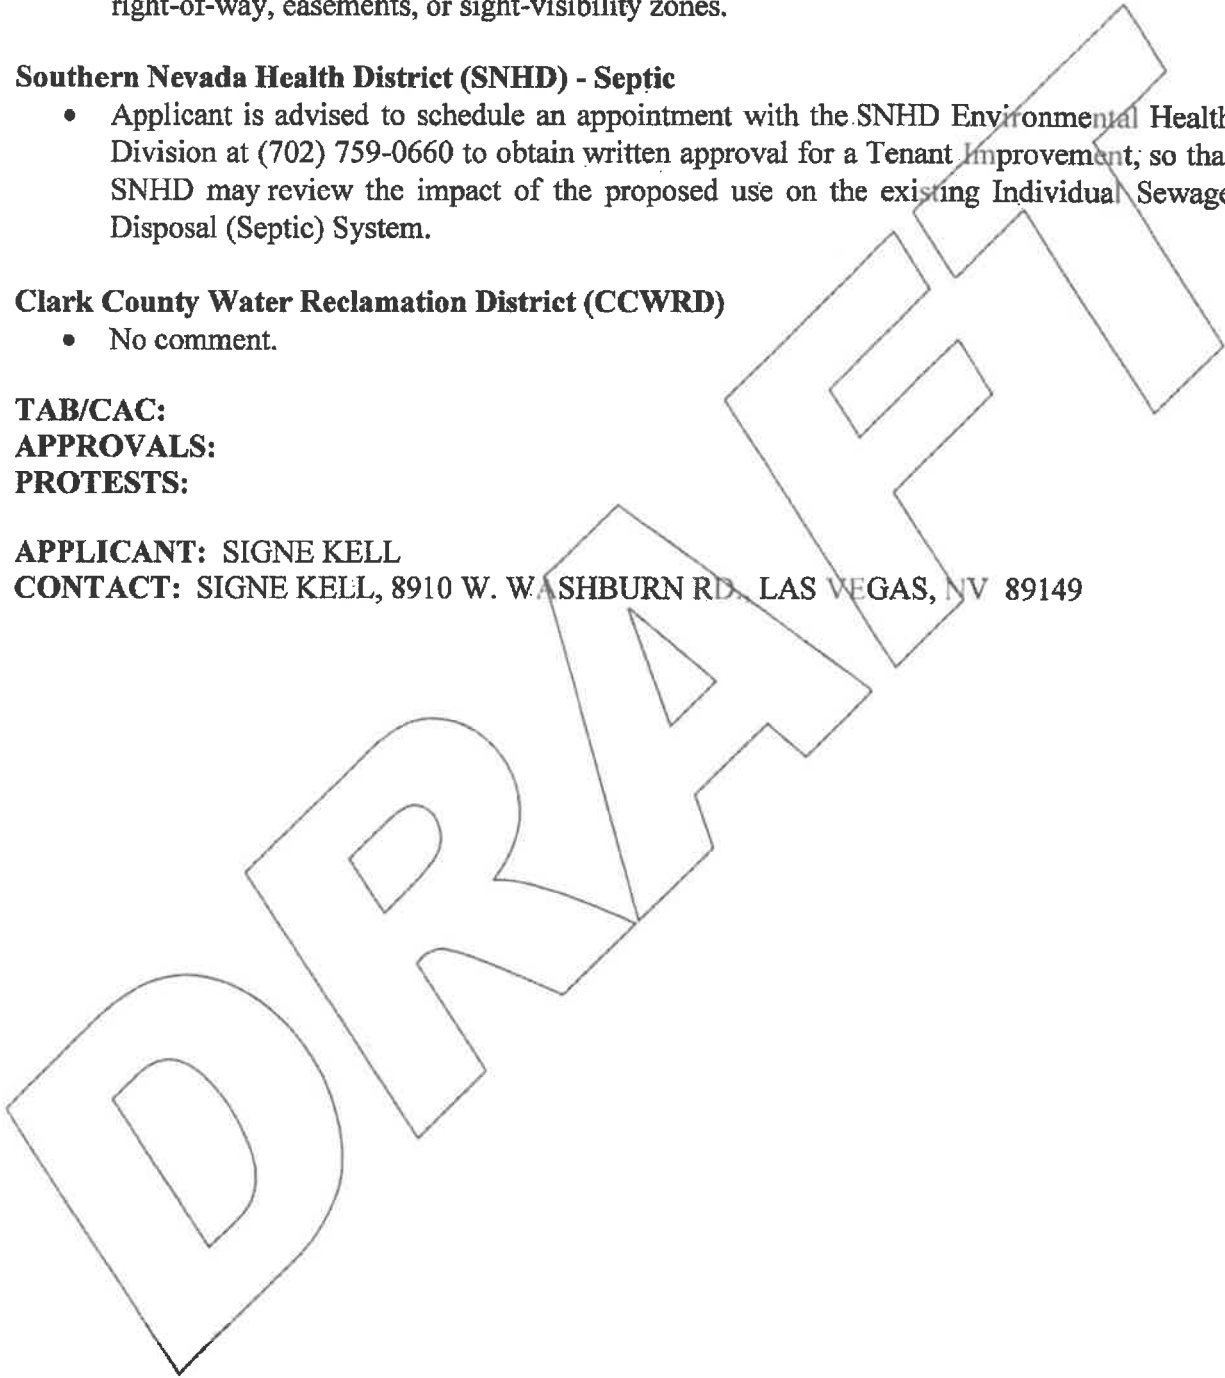 right-of-way, easements, or sight-visibility zones.
Southern Nevada Health District (SNHD) - Septic
• Applicant is advised to schedule an appointment with the SNHD Environmental Health
Division at (702) 759-0660 to obtain written approval for a Tenant Improvement, so tha
SNHD may review the impact of the proposed use on the existing Individual Sewage
Disposal (Septic) System.
Clark County Water Reclamation District (CCWRD)
• No comment.
TAB/CAC:
APPROVALS:
PROTESTS:
APPLICANT: SIGNE KELL
CONTACT: SIGNE KELL, 8910 W. WASHBURN RD., LAS VEGAS, NV 89149
DRAFT